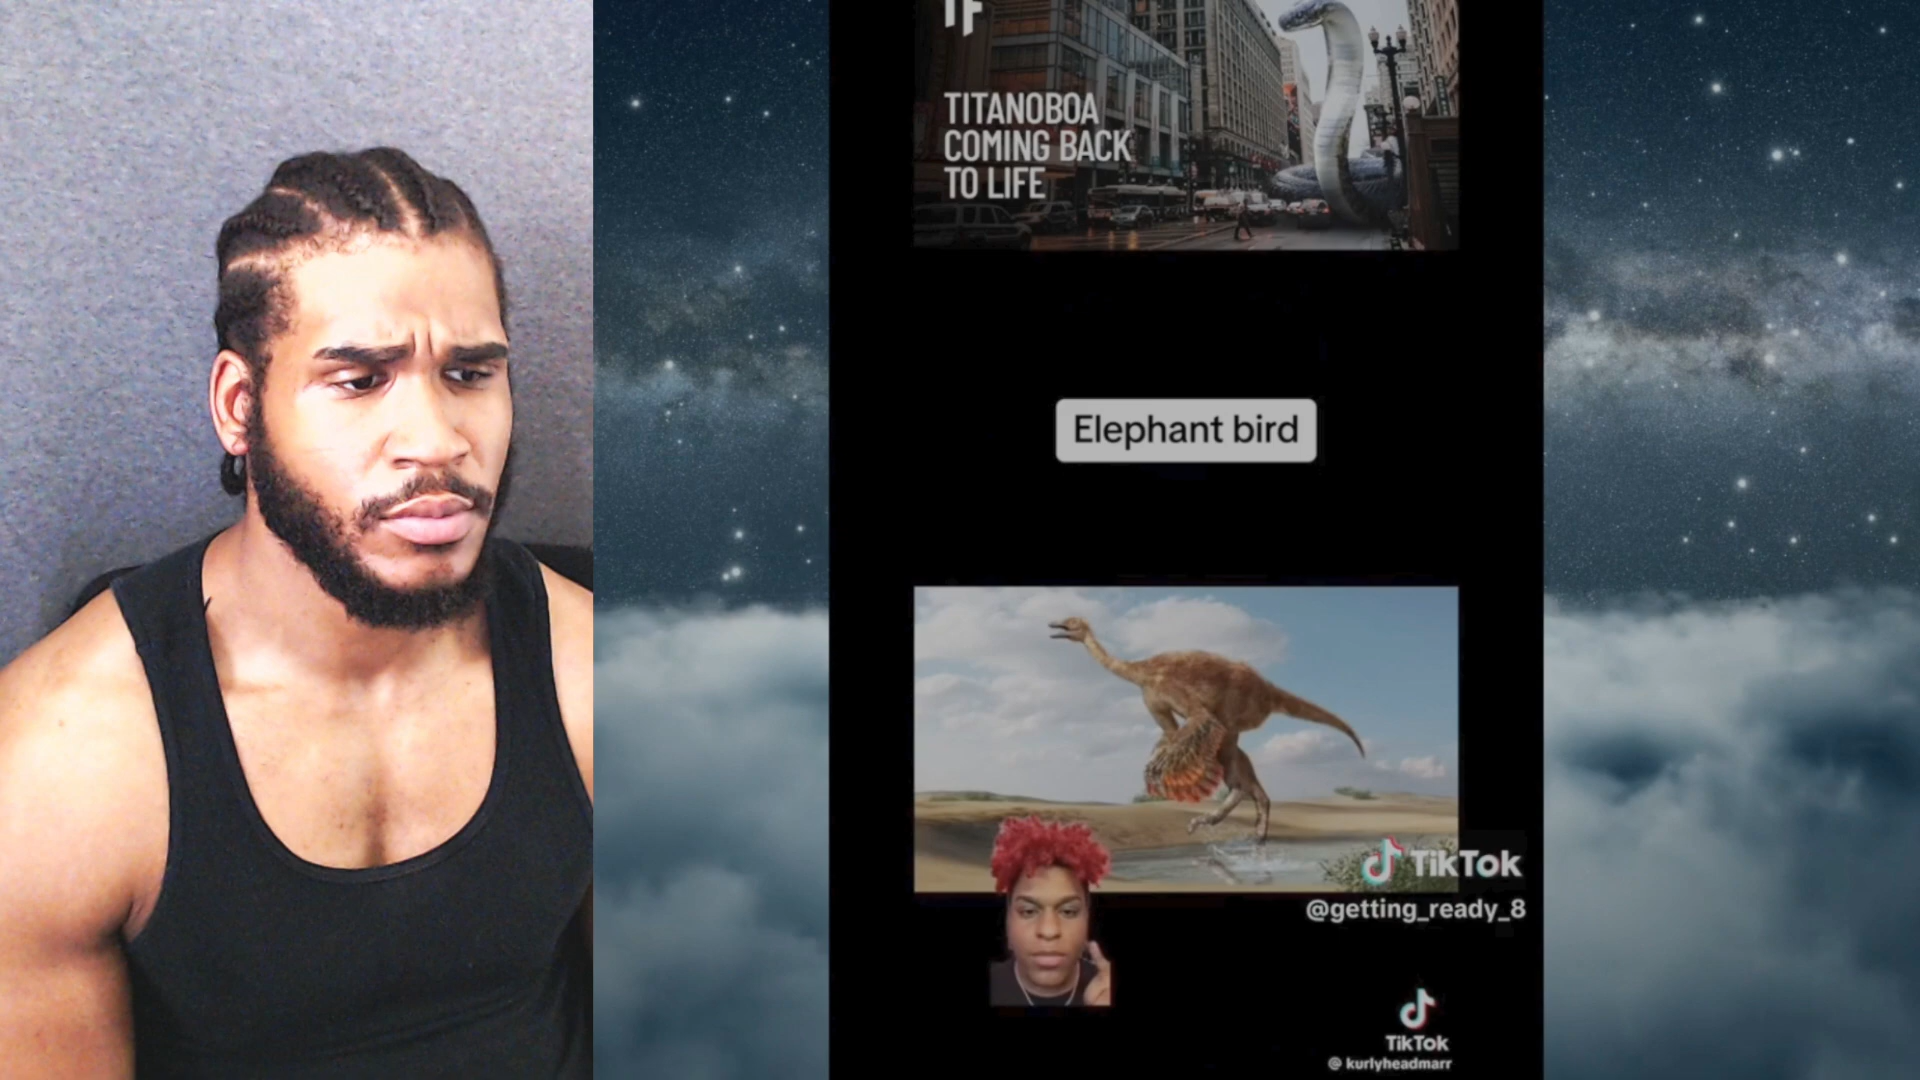 TITANOBOA
COMING BACK
TO LIFE
Elephant bird
TikTok
@getting_ready_8
TikTok
@ kurlyheadmarr